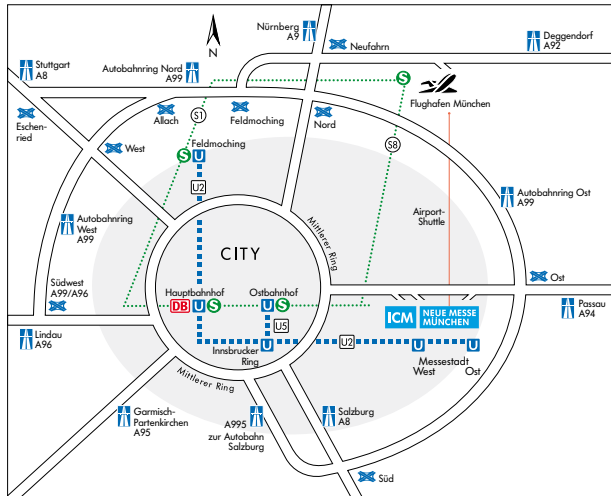 Nürnberg
A9
Deggendorf
A92
Neufahrn
N
Stuttgart
A8
Autobahnring Nord
A99
S
Flughafen München
Eschen-
ried
Allach
S1
Feldmoching
Nord
West
Feldmoching
S
U
S8
U2
Autobahnring Ost
A99
Autobahnring
West
A99
Mittlerer Ring
Airport-
Shuttle
CITY
Südwest
A99/A96
Ost
Hauptbahnhof
DB
U
S
Ostbahnhof
U
S
Passau
A94
ICM
NEUE MESSE
MÜNCHEN
Lindau
A96
U5
U2
Innsbrucker
Ring
U
U
U
Messestadt
West
Ost
Mittlerer Ring
Garmisch-
Partenkirchen
A95
A995
zur Autobahn
Salzburg
Salzburg
A8
Süd